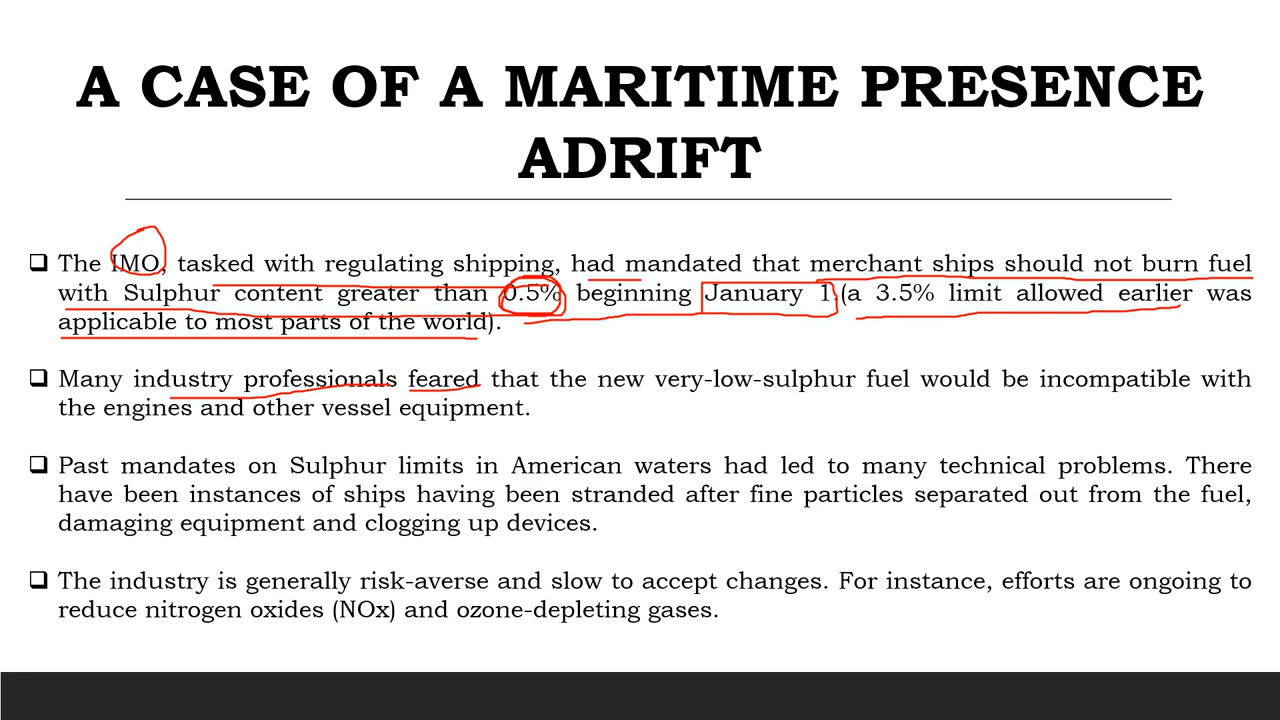 A CASE OF A MARITIME PRESENCE
ADRIFT
❑ The IMO, tasked with regulating shipping, had mandated that merchant ships should not burn fuel
with Sulphur content greater than 0.5% beginning January 1 (a 3.5% limit allowed earlier was
applicable to most parts of the world).
❑ Many industry professionals feared that the new very-low-sulphur fuel would be incompatible with
the engines and other vessel equipment.
❑ Past mandates on Sulphur limits in American waters had led to many technical problems. There
have been instances of ships having been stranded after fine particles separated out from the fuel,
damaging equipment and clogging up devices.
❑ The industry is generally risk-averse and slow to accept changes. For instance, efforts are ongoing to
reduce nitrogen oxides (NOx) and ozone-depleting gases.